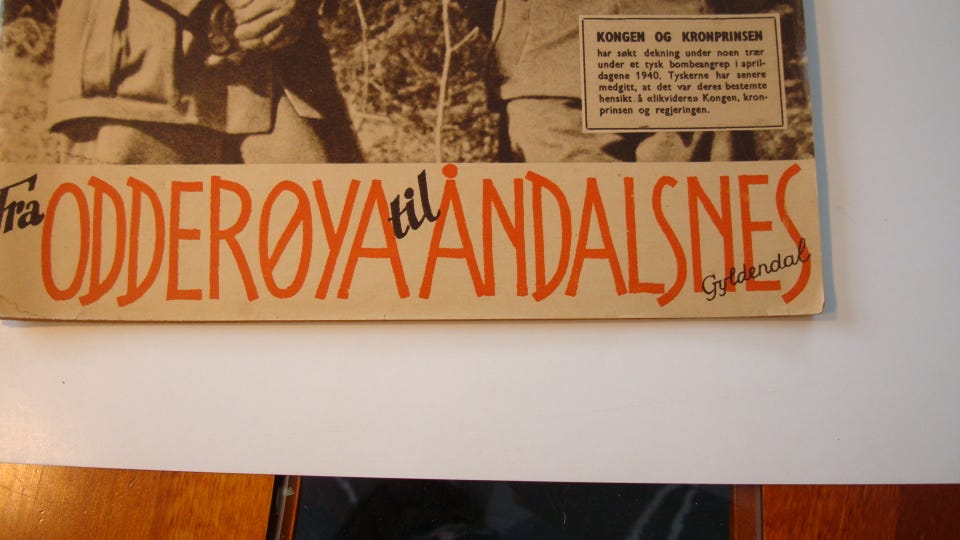 KONGEN OG KRONPRINSEN
har søkt dekning under noen trær
under et tysk bombeangrep i april-
dagene 1940. Tyskerne har senere
medgitt, at det var deres bestemte
hensikt å «likvidere» Kongen, kron-
prinsen og regjeringen.
Fra ODDERØYA til ÅNDALSNES
Gyldendal